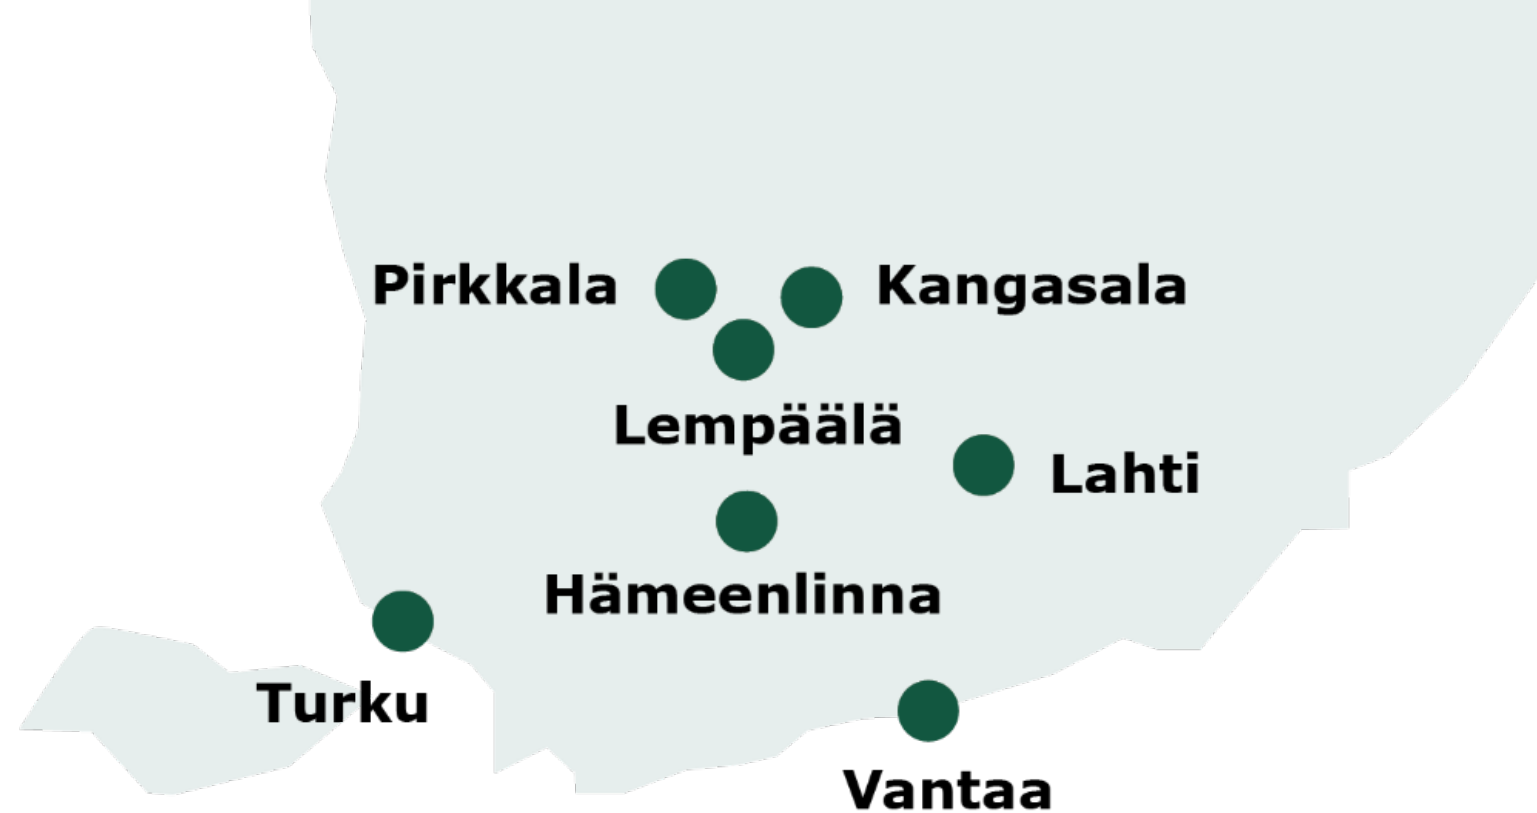 Pirkkala
Kangasala
Lempäälä
Lahti
Hämeenlinna
Turku
Vantaa